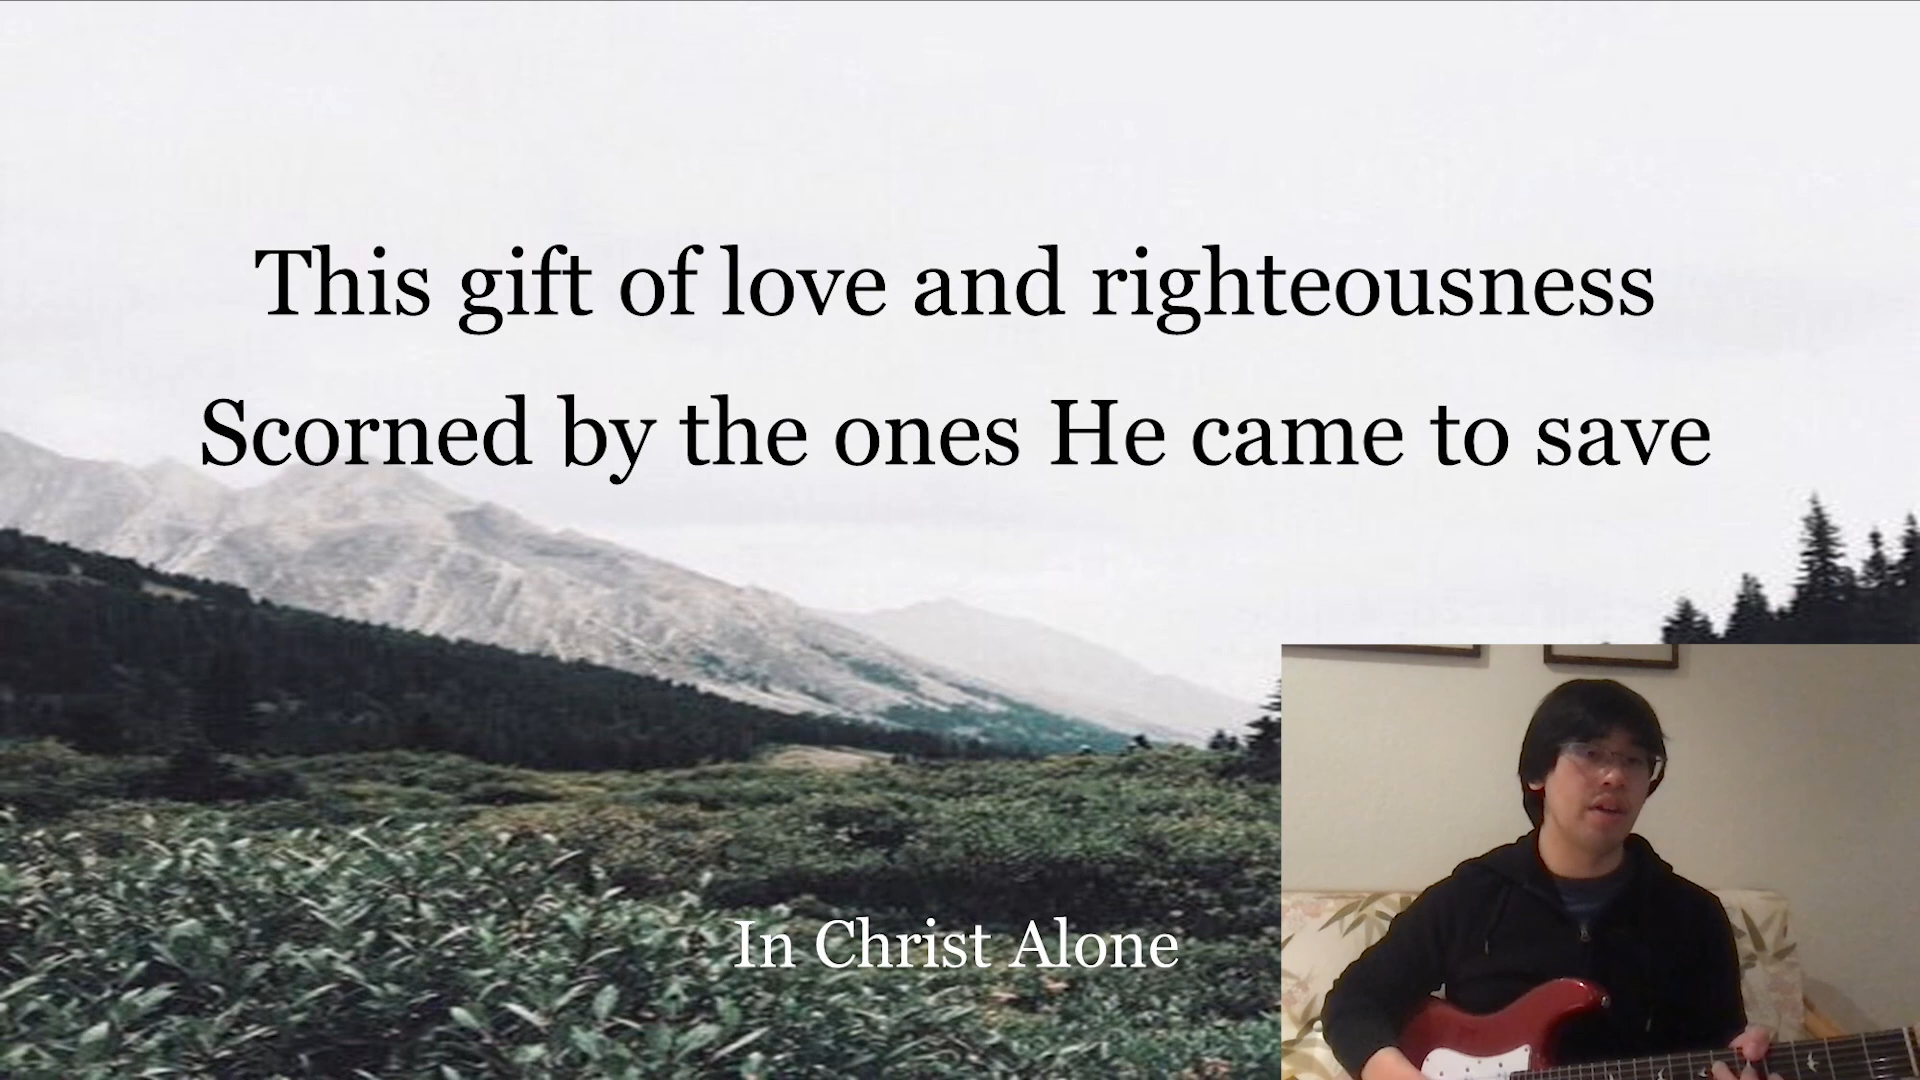 This gift of love and righteousness
Scorned by the ones He came to save
In Christ Alone